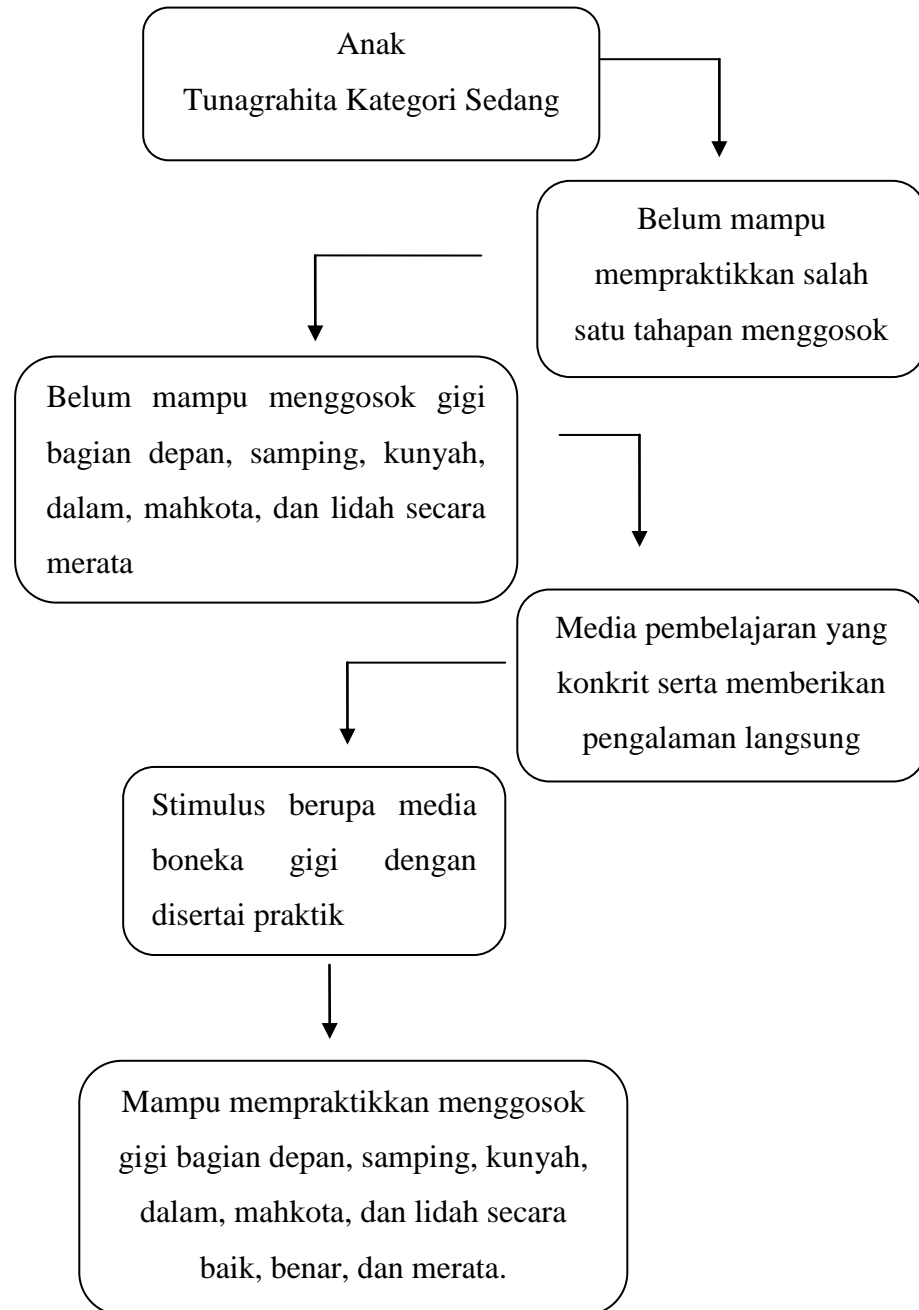 Anak
Tunagrahita Kategori Sedang
Belum mampu
mempraktikkan salah
satu tahapan menggosok
Belum mampu menggosok gigi
bagian depan, samping, kunyah,
dalam, mahkota, dan lidah secara
merata
Media pembelajaran yang
konkrit serta memberikan
pengalaman langsung
Stimulus berupa media
boneka gigi dengan
disertai praktik
Mampu mempraktikkan menggosok
gigi bagian depan, samping, kunyah,
dalam, mahkota, dan lidah secara
baik, benar, dan merata.